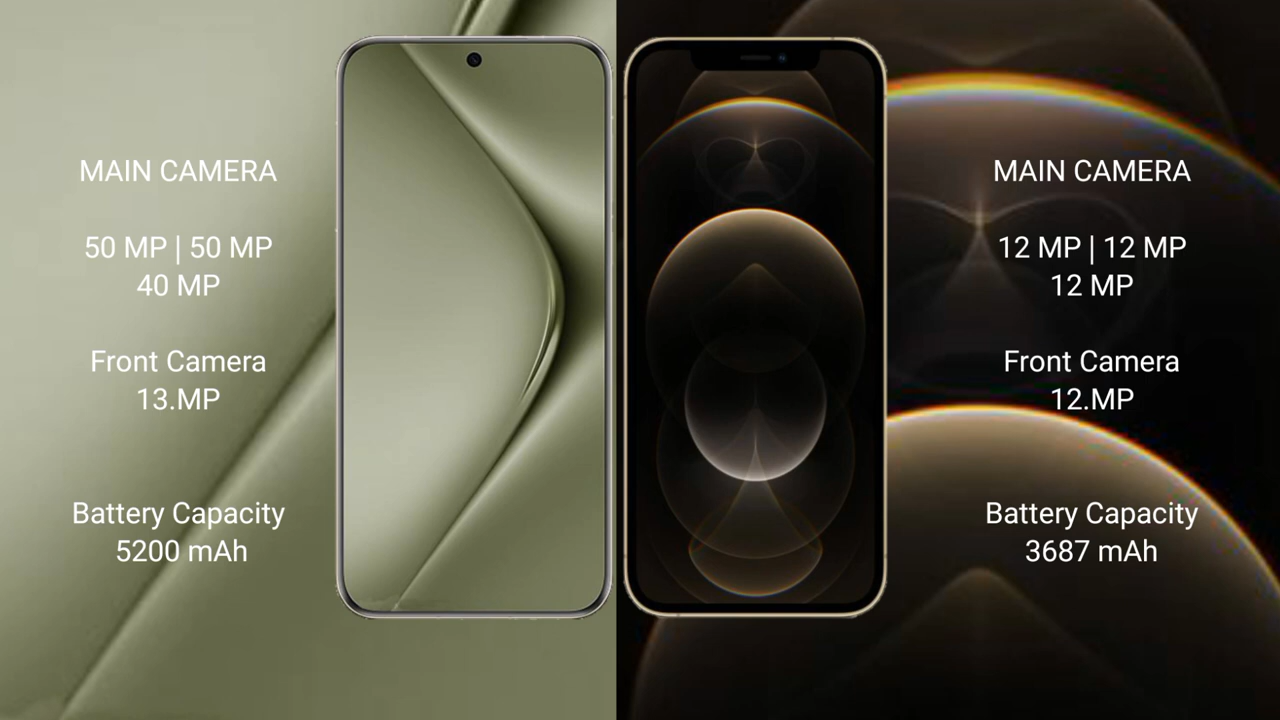 MAIN CAMERA
50 MP | 50 MP
40 MP
Front Camera
13.MP
Battery Capacity
5200 mAh
MAIN CAMERA
12 MP | 12 MP
12 MP
Front Camera
12.MP
Battery Capacity
3687 mAh